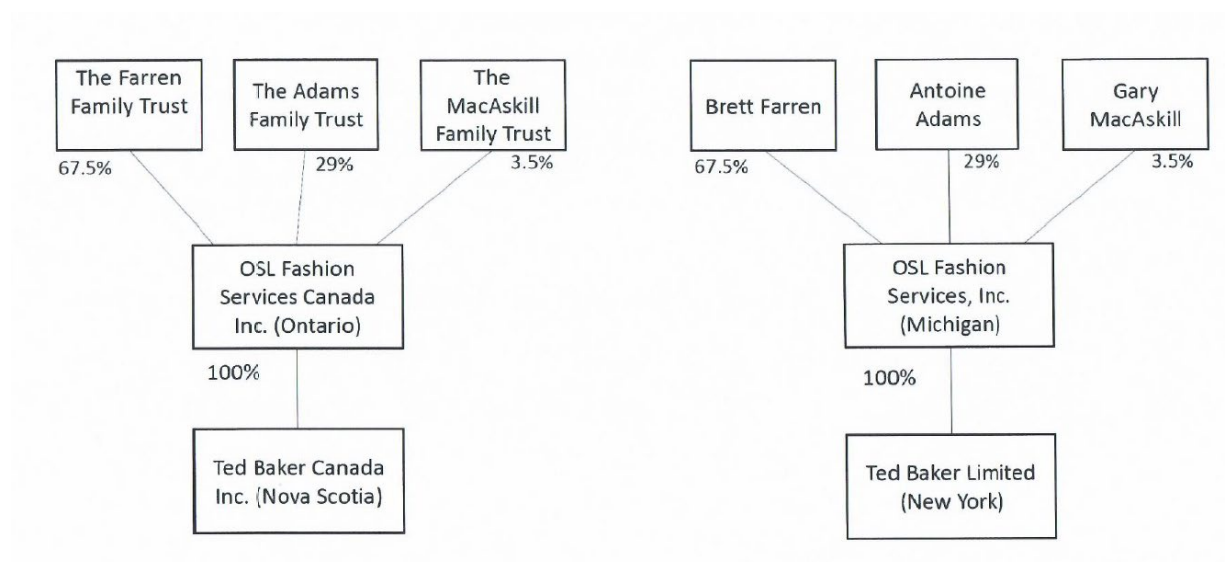 The Farren
Family Trust
The Adams
Family Trust
The
MacAskill
Family Trust
67.5%
29%
3.5%
OSL Fashion
Services Canada
Inc. (Ontario)
100%
Ted Baker Canada
Inc. (Nova Scotia)
Brett Farren
Antoine
Adams
Gary
MacAskill
67.5%
29%
3.5%
OSL Fashion
Services, Inc.
(Michigan)
100%
Ted Baker Limited
(New York)